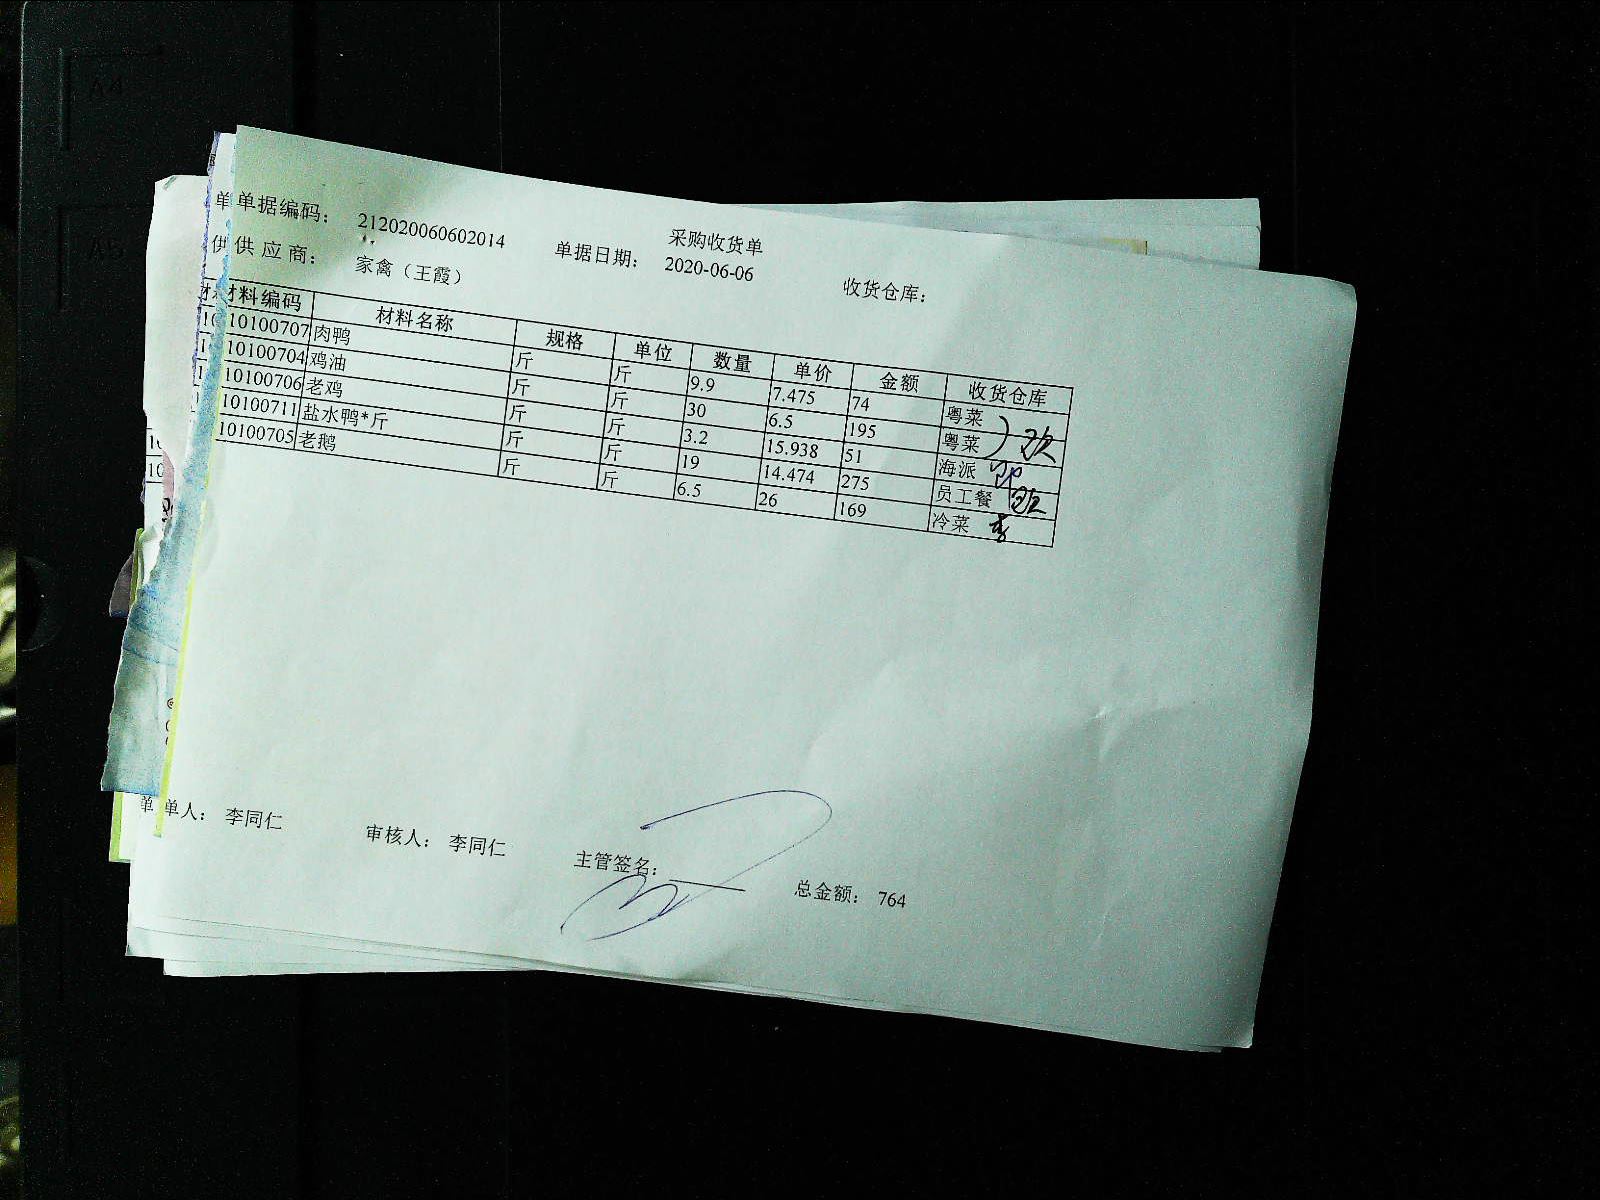 采购收货单
单据编码： 212020060602014 单据日期： 2020-06-06 收货仓库：
供应商： 家禽（王霞）
材料编码 材料名称 规格 单位 数量 单价 金额 收货仓库
10100707 肉鸭 斤 斤 9.9 7.475 74 粤菜
10100704 鸡油 斤 斤 30 6.5 195 粤菜
10100706 老鸡 斤 斤 3.2 15.938 51 海派
10100711 盐水鸭*斤 斤 斤 19 14.474 275 员工餐
10100705 老鹅 斤 斤 6.5 26 169 冷菜
单人： 李同仁 审核人： 李同仁 主管签名： 总金额： 764